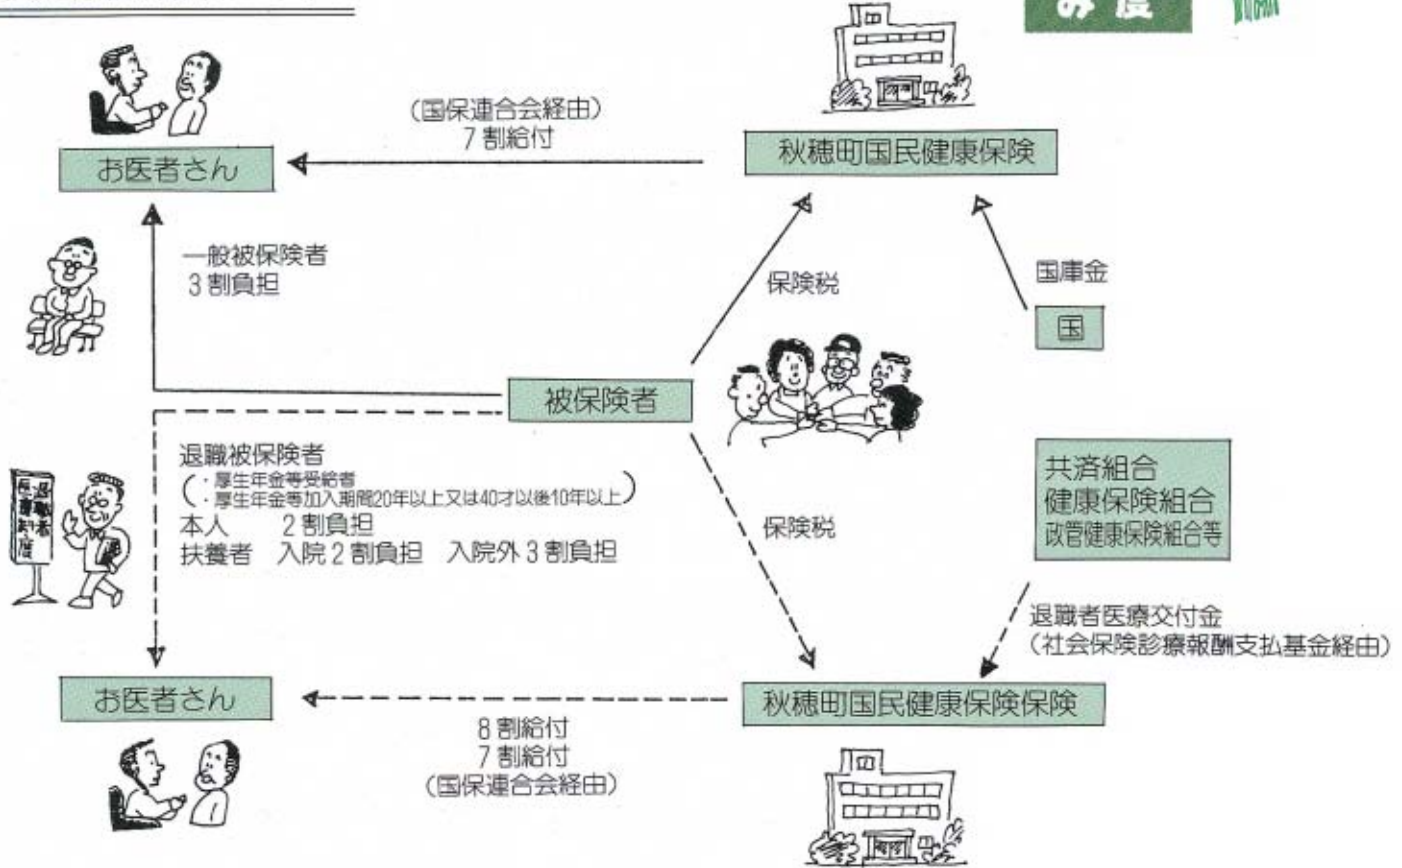 み度
(国保連合会経由)
7割給付
お医者さん
秋穂町国民健康保険
一般被保険者
3割負担
保険税
国庫金
国
被保険者
退職被保険者
(・厚生年金等受給者
・厚生年金等加入期間20年以上又は40才以後10年以上)
本人 2割負担
扶養者 入院2割負担 入院外3割負担
保険税
共済組合
健康保険組合
政管健康保険組合等
退職者医療交付金
(社会保険診療報酬支払基金経由)
お医者さん
秋穂町国民健康保険保険
8割給付
7割給付
(国保連合会経由)